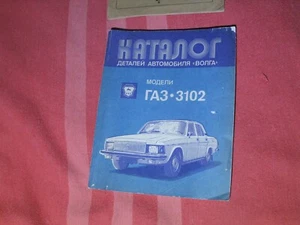 КАТАЛОГ
ДЕТАЛЕЙ АВТОМОБИЛЯ «ВОЛГА»
МОДЕЛИ
ГАЗ•3102